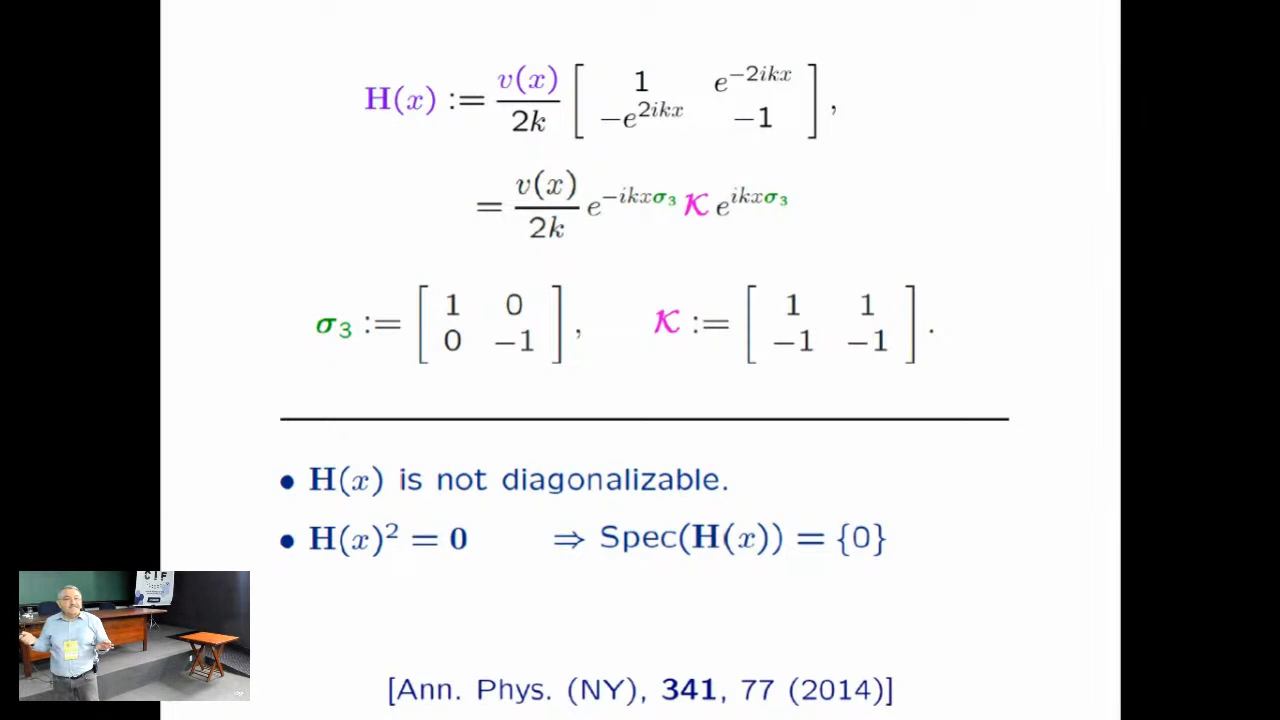 H(x) := v(x)/2k [ 1 e^{-2ikx} ; -e^{2ikx} -1 ],
= v(x)/2k e^{-ikxσ₃} 𝒦 e^{ikxσ₃}
σ₃ := [ 1 0 ; 0 -1 ], 𝒦 := [ 1 1 ; -1 -1 ].
• H(x) is not diagonalizable.
• H(x)² = 0 ⇒ Spec(H(x)) = {0}
CIF
[Ann. Phys. (NY), 341, 77 (2014)]